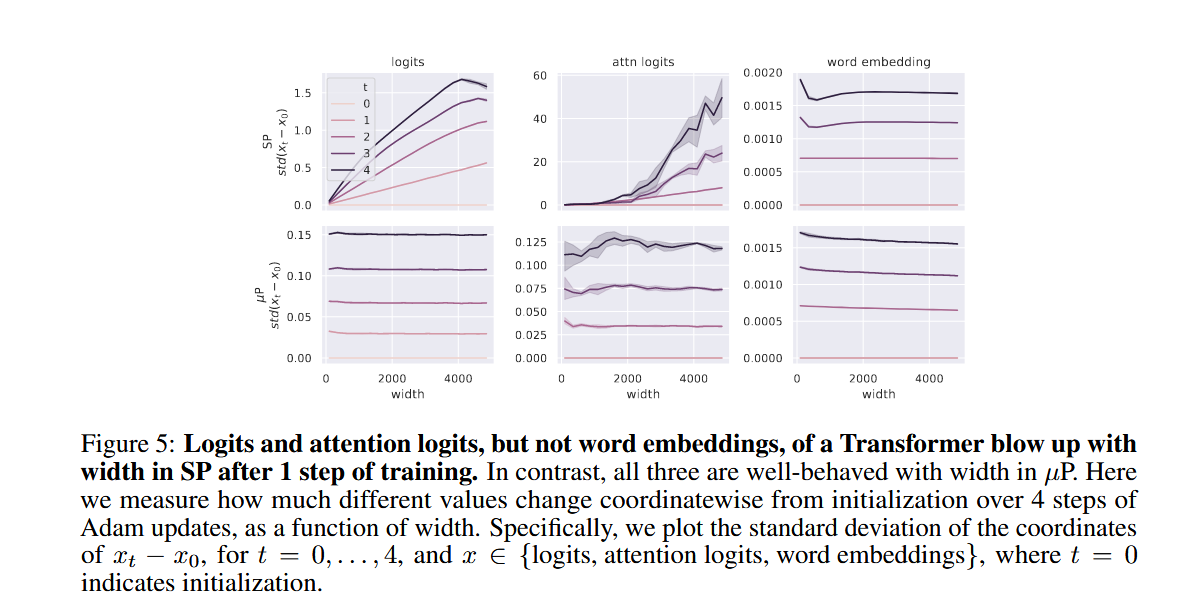 logits
attn logits
word embedding
SP
std(xₜ − x₀)
0.0
0.5
1.0
1.5
t
0
1
2
3
4
0
20
40
60
0.0000
0.0005
0.0010
0.0015
0.0020
μP
std(xₜ − x₀)
0.00
0.05
0.10
0.15
0.000
0.025
0.050
0.075
0.100
0.125
0.0000
0.0005
0.0010
0.0015
0 2000 4000
0 2000 4000
0 2000 4000
width
width
width
Figure 5: Logits and attention logits, but not word embeddings, of a Transformer blow up with
width in SP after 1 step of training. In contrast, all three are well-behaved with width in μP. Here
we measure how much different values change coordinatewise from initialization over 4 steps of
Adam updates, as a function of width. Specifically, we plot the standard deviation of the coordinates
of xₜ − x₀, for t = 0, . . . , 4, and x ∈ {logits, attention logits, word embeddings}, where t = 0
indicates initialization.